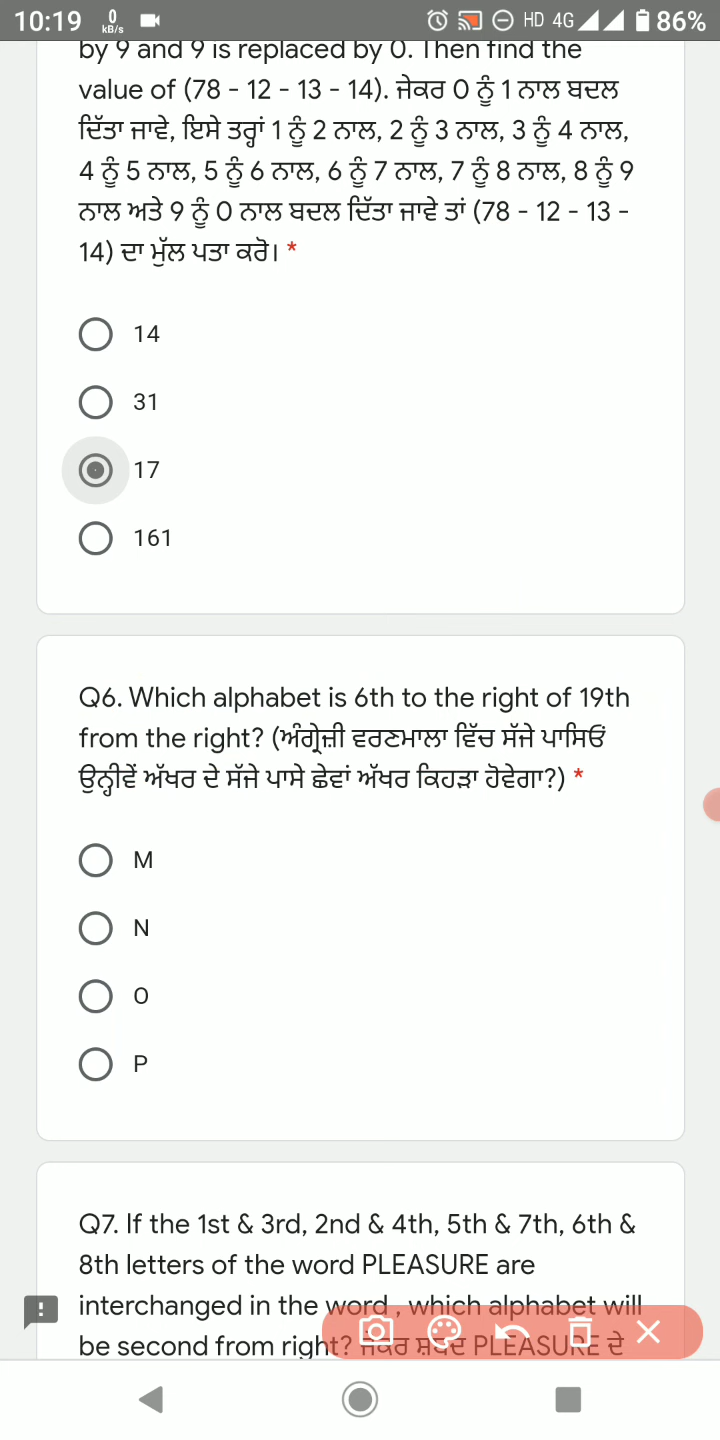 10:19 0 kB/s HD 4G 86%
by 9 and 9 is replaced by 0. Then find the
value of (78 - 12 - 13 - 14). ਜੇਕਰ 0 ਨੂੰ 1 ਨਾਲ ਬਦਲ
ਦਿੱਤਾ ਜਾਵੇ, ਇਸੇ ਤਰ੍ਹਾਂ 1 ਨੂੰ 2 ਨਾਲ, 2 ਨੂੰ 3 ਨਾਲ, 3 ਨੂੰ 4 ਨਾਲ,
4 ਨੂੰ 5 ਨਾਲ, 5 ਨੂੰ 6 ਨਾਲ, 6 ਨੂੰ 7 ਨਾਲ, 7 ਨੂੰ 8 ਨਾਲ, 8 ਨੂੰ 9
ਨਾਲ ਅਤੇ 9 ਨੂੰ 0 ਨਾਲ ਬਦਲ ਦਿੱਤਾ ਜਾਵੇ ਤਾਂ (78 - 12 - 13 -
14) ਦਾ ਮੁੱਲ ਪਤਾ ਕਰੋ। *
14
31
17
161
Q6. Which alphabet is 6th to the right of 19th
from the right? (ਅੰਗ੍ਰੇਜ਼ੀ ਵਰਣਮਾਲਾ ਵਿੱਚ ਸੱਜੇ ਪਾਸਿਓਂ
ਉਨ੍ਹੀਵੇਂ ਅੱਖਰ ਦੇ ਸੱਜੇ ਪਾਸੇ ਛੇਵਾਂ ਅੱਖਰ ਕਿਹੜਾ ਹੋਵੇਗਾ?) *
M
N
O
P
Q7. If the 1st & 3rd, 2nd & 4th, 5th & 7th, 6th &
8th letters of the word PLEASURE are
interchanged in the word , which alphabet will
be second from right? ਜੇਕਰ ਸ਼ਬਦ PLEASURE ਦੇ